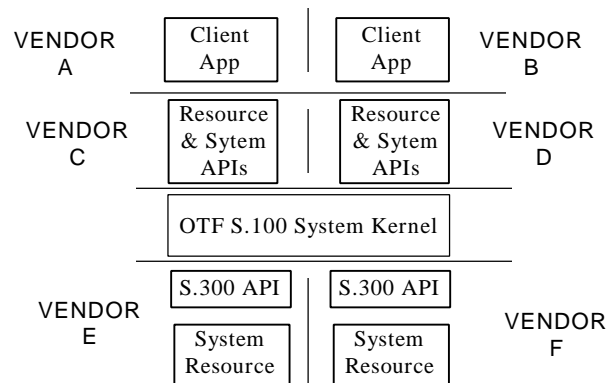 VENDOR
A
Client
App
Client
App
VENDOR
B
VENDOR
C
Resource
& Sytem
APIs
Resource
& Sytem
APIs
VENDOR
D
OTF S.100 System Kernel
VENDOR
E
S.300 API
S.300 API
System
Resource
System
Resource
VENDOR
F